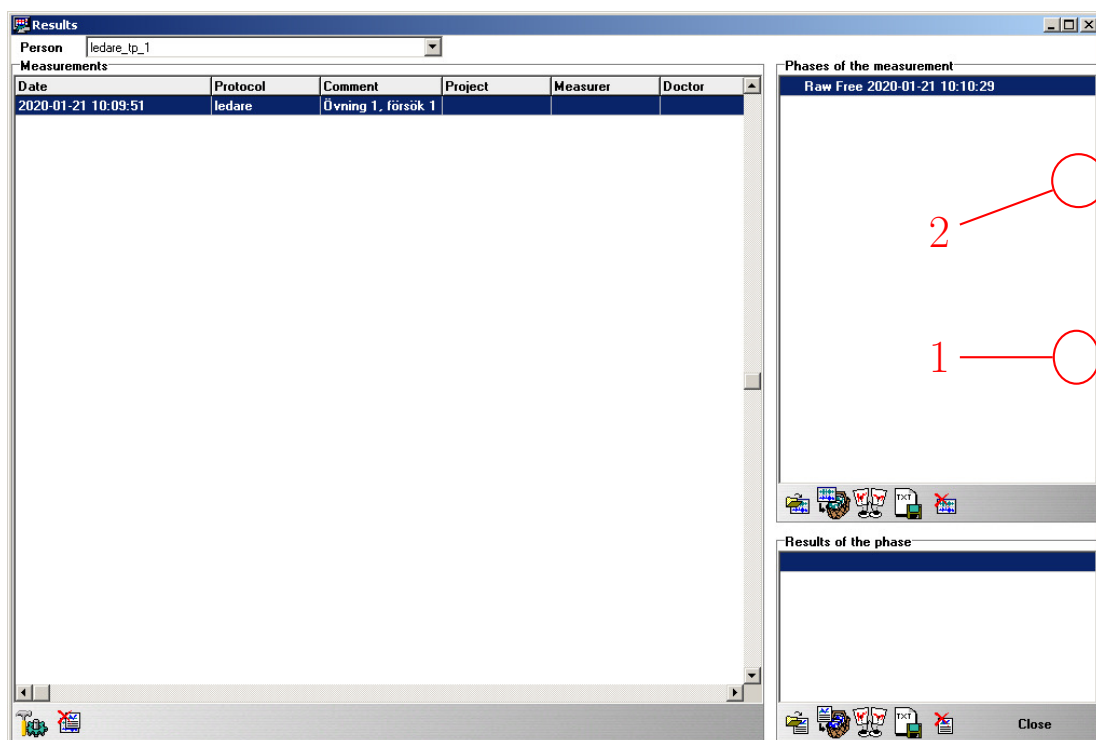 Results
Person ledare_tp_1
Measurements
Date Protocol Comment Project Measurer Doctor
2020-01-21 10:09:51 ledare Övning 1, försök 1
Phases of the measurement
Raw Free 2020-01-21 10:10:29
2
1
TXT
Results of the phase
TXT
Close